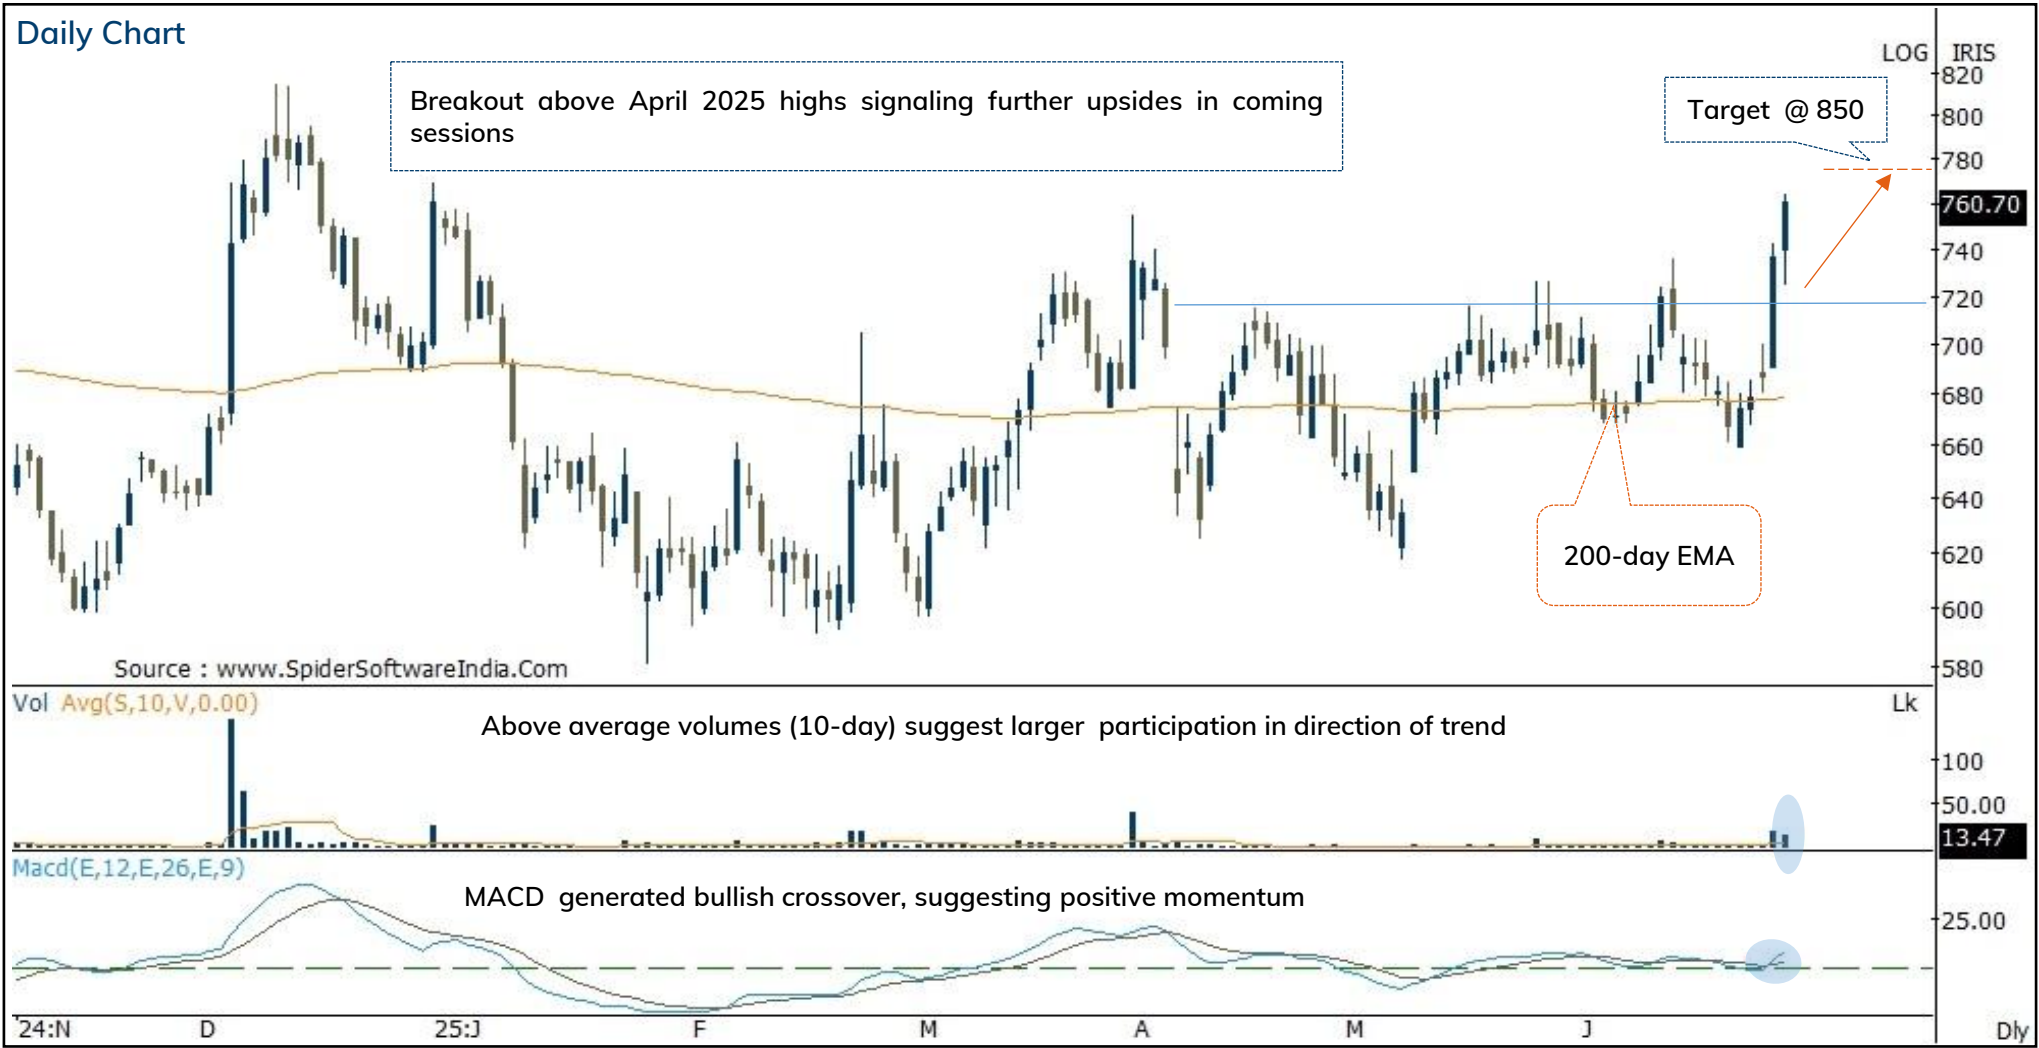 Daily Chart
LOG IRIS
Breakout above April 2025 highs signaling further upsides in coming
sessions
Target @ 850
820
800
780
760.70
740
720
700
680
660
640
620
600
580
200-day EMA
Source : www.SpiderSoftwareIndia.Com
Vol Avg(S,10,V,0.00)
Lk
Above average volumes (10-day) suggest larger participation in direction of trend
100
50.00
13.47
Macd(E,12,E,26,E,9)
MACD generated bullish crossover, suggesting positive momentum
25.00
'24:N D 25:J F M A M J Dly